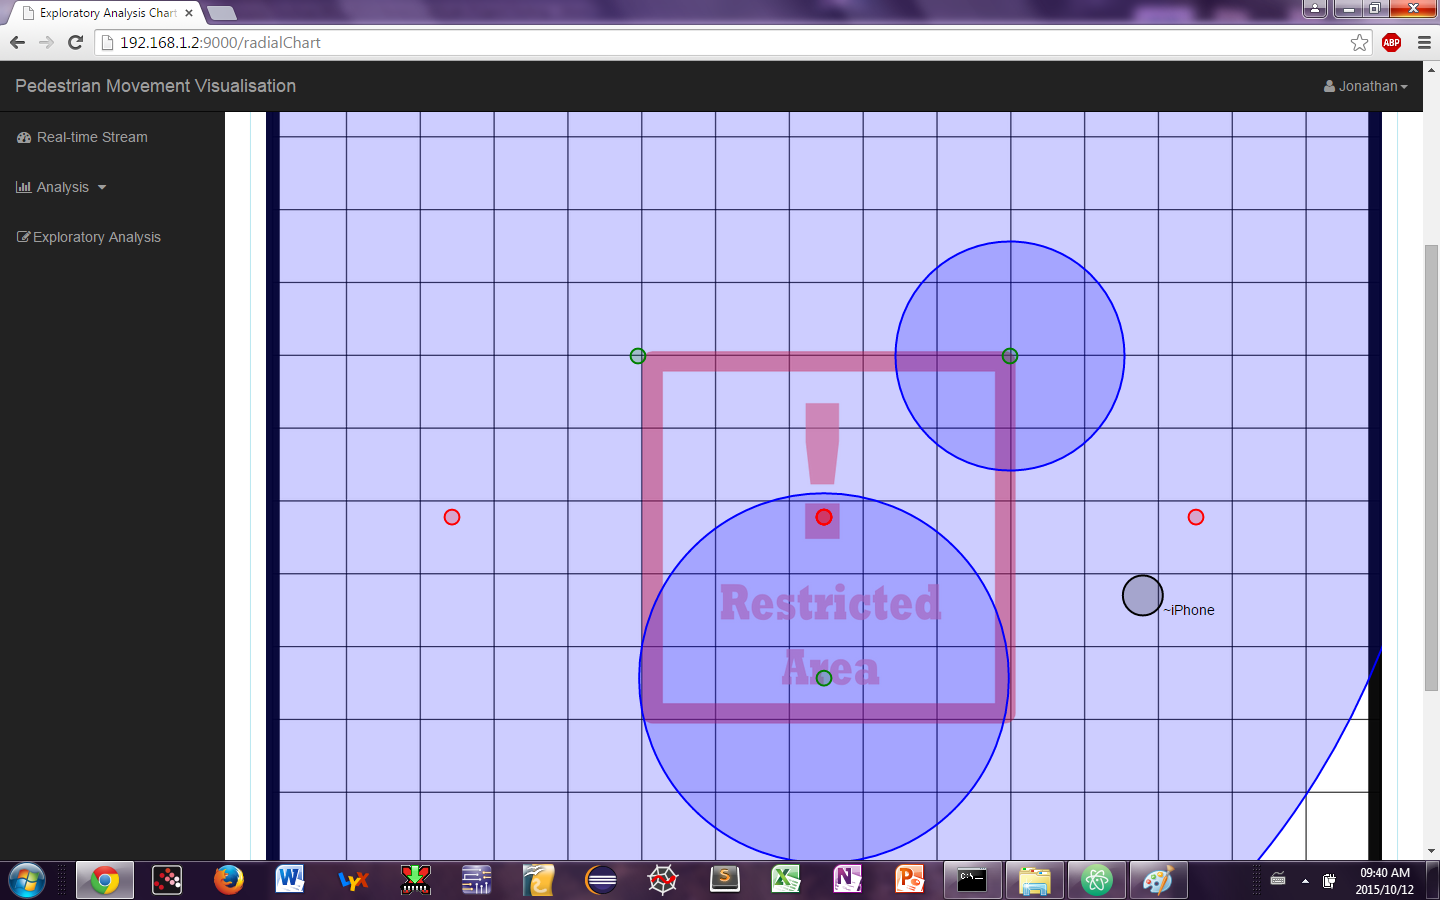 Exploratory Analysis Chart
192.168.1.2:9000/radialChart
ABP
Pedestrian Movement Visualisation
Jonathan
Real-time Stream
Analysis
Exploratory Analysis
!
Restricted
Area
~iPhone
09:40 AM
2015/10/12